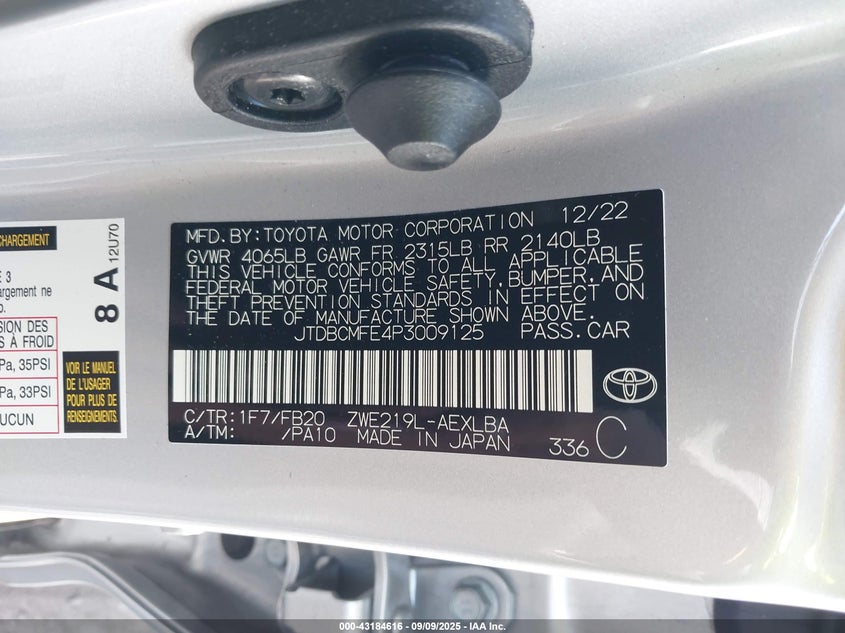 MFD.BY:TOYOTA MOTOR CORPORATION 12/22
GVWR 4065LB GAWR FR 2315LB RR 2140LB
THIS VEHICLE CONFORMS TO ALL APPLICABLE
FEDERAL MOTOR VEHICLE SAFETY,BUMPER,AND
THEFT PREVENTION STANDARDS IN EFFECT ON
THE DATE OF MANUFACTURE SHOWN ABOVE.
JTDBCMFE4P3009125 PASS.CAR
C/TR:1F7/FB20 ZWE219L-AEXLBA
A/TM: /PA10 MADE IN JAPAN 336 C
CHARGEMENT
E 3
argement ne
o.
SION DES
S À FROID
Pa, 35PSI
Pa, 33PSI
UCUN
VOIR LE MANUEL
DE L'USAGER
POUR PLUS DE
RENSEIGNEMENTS
8 A
12U70
000-43184616 - 09/09/2025 - IAA Inc.